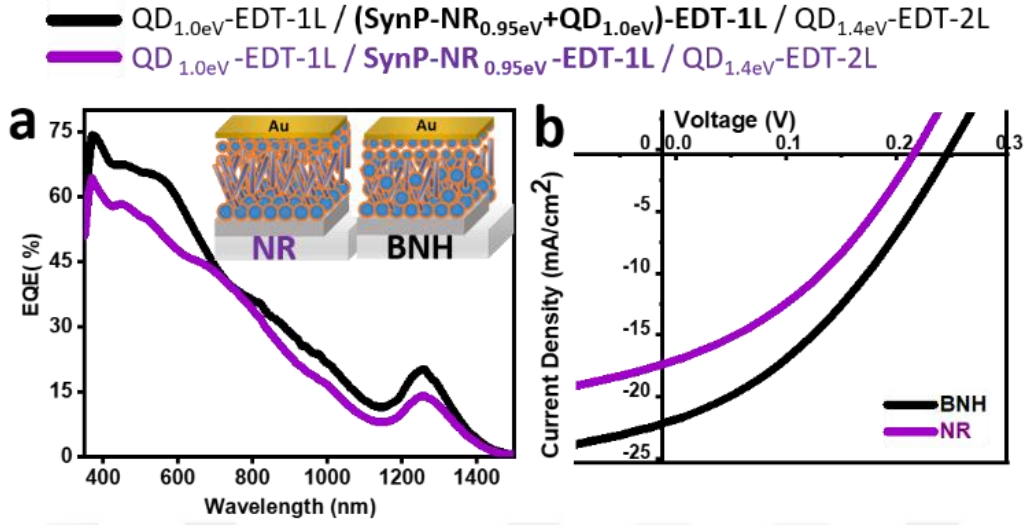 QD1.0eV-EDT-1L / (SynP-NR0.95eV+QD1.0eV)-EDT-1L / QD1.4eV-EDT-2L
QD 1.0eV -EDT-1L / SynP-NR 0.95eV -EDT-1L / QD1.4eV-EDT-2L
a
75
60
45
30
15
0
EQE( %)
400 600 800 1000 1200 1400
Wavelength (nm)
Au
NR
Au
BNH
b
Voltage (V)
0. 0.0 0.1 0.2 0.3
-5
-10
-15
-20
-25
Current Density (mA/cm2)
BNH
NR